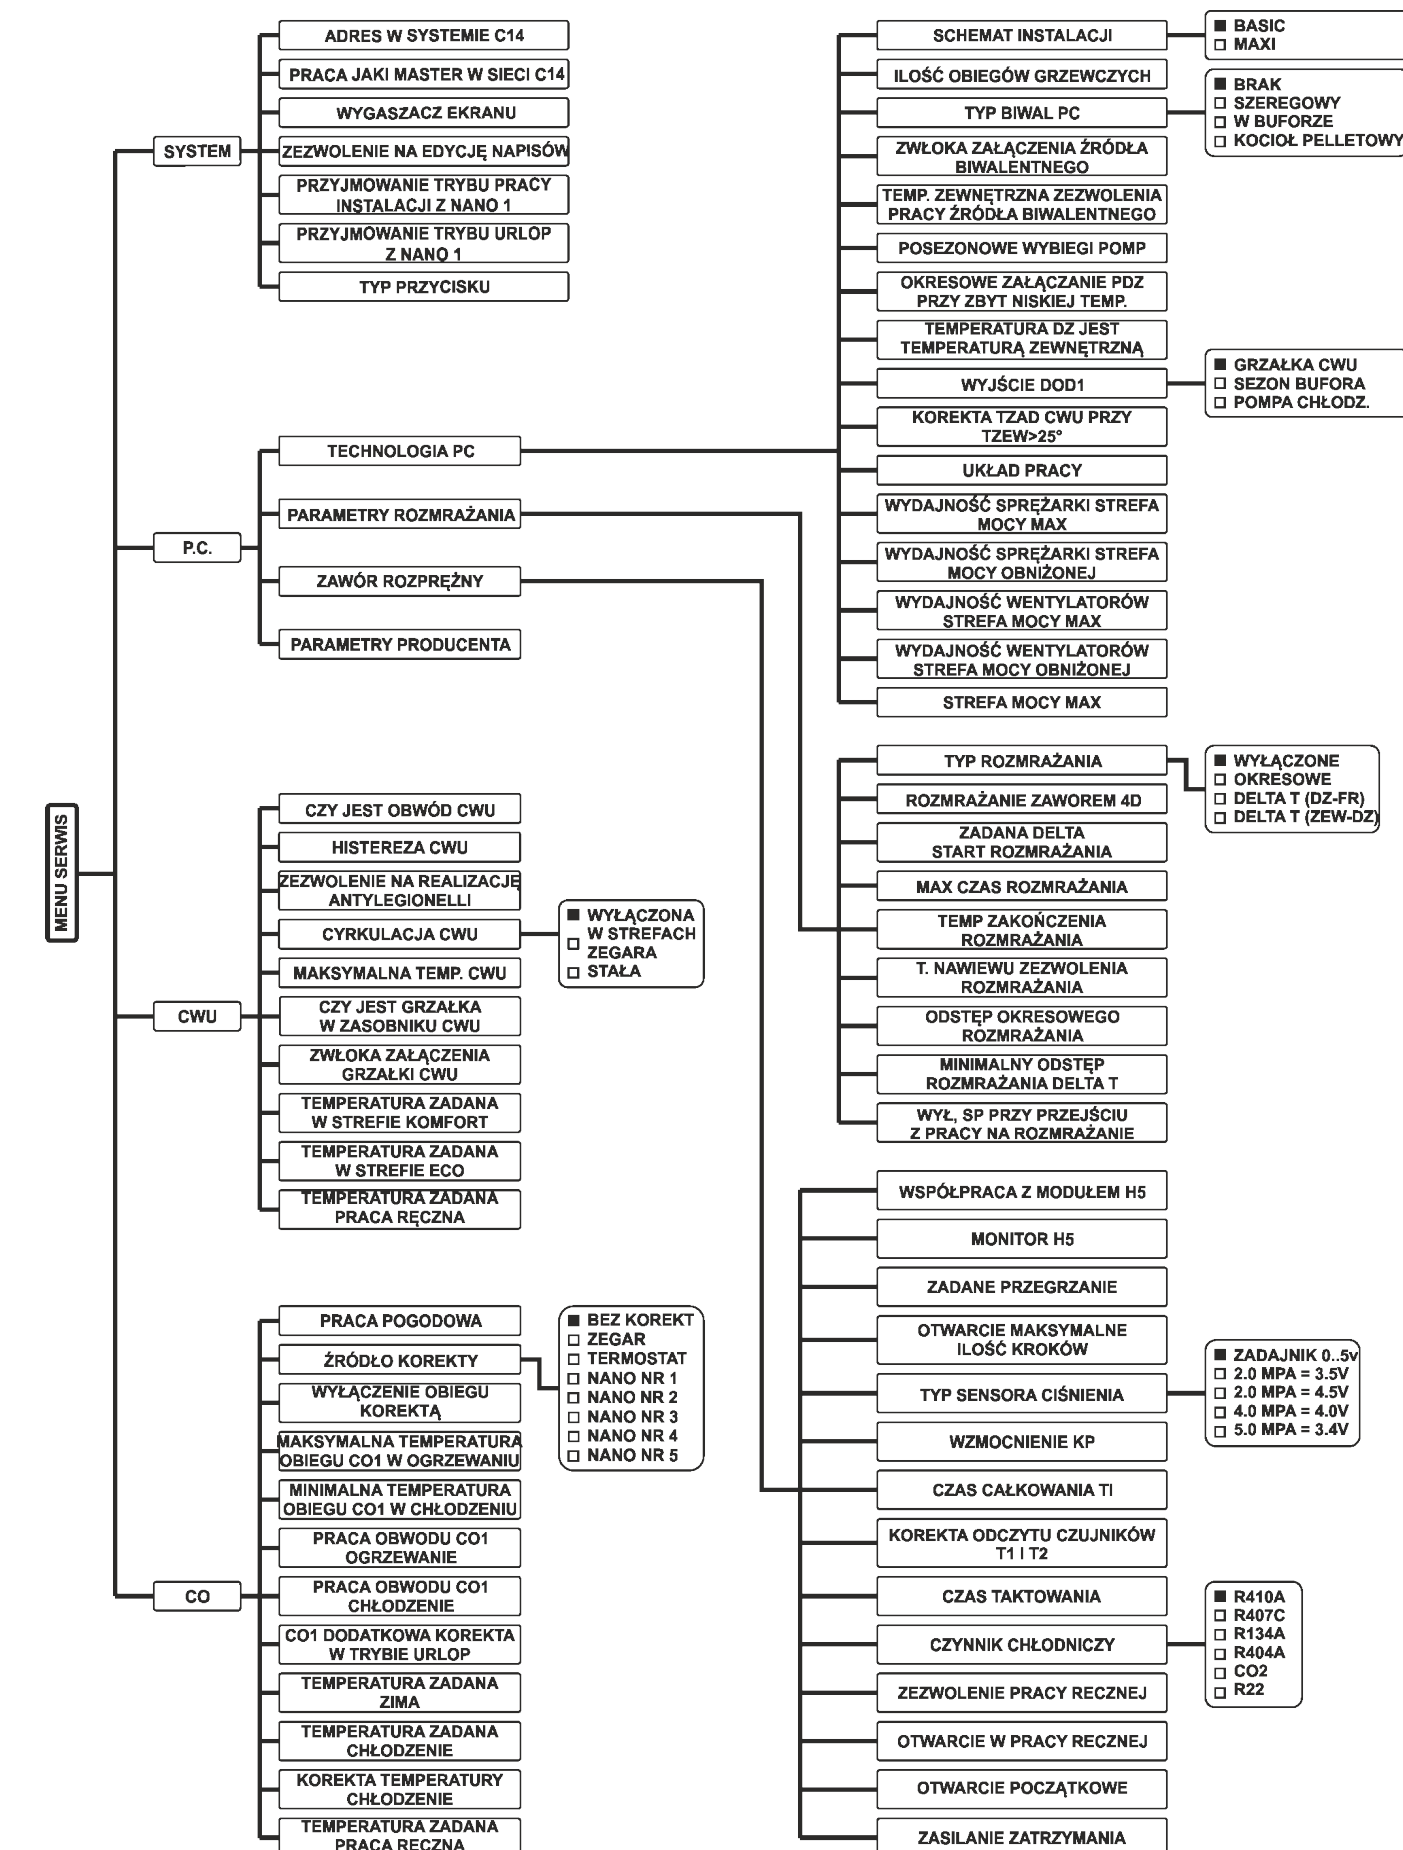 MENU SERWIS
SYSTEM
ADRES W SYSTEMIE C14
PRACA JAKI MASTER W SIECI C14
WYGASZACZ EKRANU
ZEZWOLENIE NA EDYCJĘ NAPISÓW
PRZYJMOWANIE TRYBU PRACY
INSTALACJI Z NANO 1
PRZYJMOWANIE TRYBU URLOP
Z NANO 1
TYP PRZYCISKU
P.C.
TECHNOLOGIA PC
PARAMETRY ROZMRAŻANIA
ZAWÓR ROZPRĘŻNY
PARAMETRY PRODUCENTA
CWU
CZY JEST OBWÓD CWU
HISTEREZA CWU
ZEZWOLENIE NA REALIZACJĘ
ANTYLEGIONELLI
CYRKULACJA CWU
WYŁĄCZONA
W STREFACH
ZEGARA
STAŁA
MAKSYMALNA TEMP. CWU
CZY JEST GRZAŁKA
W ZASOBNIKU CWU
ZWŁOKA ZAŁĄCZENIA
GRZAŁKI CWU
TEMPERATURA ZADANA
W STREFIE KOMFORT
TEMPERATURA ZADANA
W STREFIE ECO
TEMPERATURA ZADANA
PRACA RĘCZNA
CO
PRACA POGODOWA
ŹRÓDŁO KOREKTY
BEZ KOREKT
ZEGAR
TERMOSTAT
NANO NR 1
NANO NR 2
NANO NR 3
NANO NR 4
NANO NR 5
WYŁĄCZENIE OBIEGU
KOREKTĄ
MAKSYMALNA TEMPERATURA
OBIEGU CO1 W OGRZEWANIU
MINIMALNA TEMPERATURA
OBIEGU CO1 W CHŁODZENIU
PRACA OBWODU CO1
OGRZEWANIE
PRACA OBWODU CO1
CHŁODZENIE
CO1 DODATKOWA KOREKTA
W TRYBIE URLOP
TEMPERATURA ZADANA
ZIMA
TEMPERATURA ZADANA
CHŁODZENIE
KOREKTA TEMPERATURY
CHŁODZENIE
TEMPERATURA ZADANA
PRACA RĘCZNA
SCHEMAT INSTALACJI
BASIC
MAXI
ILOŚĆ OBIEGÓW GRZEWCZYCH
TYP BIWAL PC
BRAK
SZEREGOWY
W BUFORZE
KOCIOŁ PELLETOWY
ZWŁOKA ZAŁĄCZENIA ŹRÓDŁA
BIWALENTNEGO
TEMP. ZEWNĘTRZNA ZEZWOLENIA
PRACY ŹRÓDŁA BIWALENTNEGO
POSEZONOWE WYBIEGI POMP
OKRESOWE ZAŁĄCZANIE PDZ
PRZY ZBYT NISKIEJ TEMP.
TEMPERATURA DZ JEST
TEMPERATURĄ ZEWNĘTRZNĄ
WYJŚCIE DOD1
GRZAŁKA CWU
SEZON BUFORA
POMPA CHŁODZ.
KOREKTA TZAD CWU PRZY
TZEW>25°
UKŁAD PRACY
WYDAJNOŚĆ SPRĘŻARKI STREFA
MOCY MAX
WYDAJNOŚĆ SPRĘŻARKI STREFA
MOCY OBNIŻONEJ
WYDAJNOŚĆ WENTYLATORÓW
STREFA MOCY MAX
WYDAJNOŚĆ WENTYLATORÓW
STREFA MOCY OBNIŻONEJ
STREFA MOCY MAX
TYP ROZMRAŻANIA
WYŁĄCZONE
OKRESOWE
DELTA T (DZ-FR)
DELTA T (ZEW-DZ)
ROZMRAŻANIE ZAWOREM 4D
ZADANA DELTA
START ROZMRAŻANIA
MAX CZAS ROZMRAŻANIA
TEMP ZAKOŃCZENIA
ROZMRAŻANIA
T. NAWIEWU ZEZWOLENIA
ROZMRAŻANIA
ODSTĘP OKRESOWEGO
ROZMRAŻANIA
MINIMALNY ODSTĘP
ROZMRAŻANIA DELTA T
WYŁ, SP PRZY PRZEJŚCIU
Z PRACY NA ROZMRAŻANIE
WSPÓŁPRACA Z MODUŁEM H5
MONITOR H5
ZADANE PRZEGRZANIE
OTWARCIE MAKSYMALNE
ILOŚĆ KROKÓW
TYP SENSORA CIŚNIENIA
ZADAJNIK 0..5v
2.0 MPA = 3.5V
2.0 MPA = 4.5V
4.0 MPA = 4.0V
5.0 MPA = 3.4V
WZMOCNIENIE KP
CZAS CAŁKOWANIA TI
KOREKTA ODCZYTU CZUJNIKÓW
T1 I T2
CZAS TAKTOWANIA
CZYNNIK CHŁODNICZY
R410A
R407C
R134A
R404A
CO2
R22
ZEZWOLENIE PRACY RECZNEJ
OTWARCIE W PRACY RECZNEJ
OTWARCIE POCZĄTKOWE
ZASILANIE ZATRZYMANIA